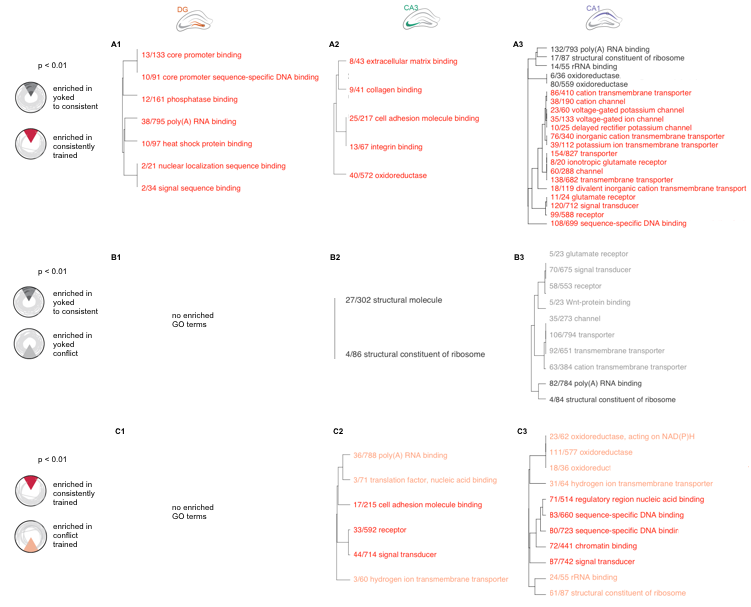 DG
CA3
CA1
A1
A2
A3
p < 0.01
enriched in
yoked
to consistent
enriched in
consistently
trained
13/133 core promoter binding
10/91 core promoter sequence-specific DNA binding
12/161 phosphatase binding
38/795 poly(A) RNA binding
10/97 heat shock protein binding
2/21 nuclear localization sequence binding
2/34 signal sequence binding
8/43 extracellular matrix binding
9/41 collagen binding
25/217 cell adhesion molecule binding
13/67 integrin binding
40/572 oxidoreductase
132/793 poly(A) RNA binding
17/87 structural constituent of ribosome
14/55 rRNA binding
6/36 oxidoreductase
80/559 oxidoreductase
86/410 cation transmembrane transporter
38/190 cation channel
23/60 voltage-gated potassium channel
35/133 voltage-gated ion channel
10/25 delayed rectifier potassium channel
76/340 inorganic cation transmembrane transporter
39/112 potassium ion transmembrane transporter
154/827 transporter
8/20 ionotropic glutamate receptor
60/288 channel
138/682 transmembrane transporter
18/119 divalent inorganic cation transmembrane transport
11/24 glutamate receptor
120/712 signal transducer
99/588 receptor
108/699 sequence-specific DNA binding
B1
B2
B3
p < 0.01
enriched in
yoked
to consistent
enriched in
yoked
conflict
no enriched
GO terms
27/302 structural molecule
4/86 structural constituent of ribosome
5/23 glutamate receptor
70/675 signal transducer
58/553 receptor
5/23 Wnt-protein binding
35/273 channel
106/794 transporter
92/651 transmembrane transporter
63/384 cation transmembrane transporter
82/784 poly(A) RNA binding
4/84 structural constituent of ribosome
C1
C2
C3
p < 0.01
enriched in
consistently
trained
enriched in
conflict
trained
no enriched
GO terms
36/788 poly(A) RNA binding
3/71 translation factor, nucleic acid binding
17/215 cell adhesion molecule binding
33/592 receptor
44/714 signal transducer
3/60 hydrogen ion transmembrane transporter
23/62 oxidoreductase, acting on NAD(P)H
111/577 oxidoreductase
18/36 oxidoreduct
31/64 hydrogen ion transmembrane transporter
71/514 regulatory region nucleic acid binding
83/660 sequence-specific DNA binding
80/723 sequence-specific DNA bindir
72/441 chromatin binding
87/742 signal transducer
24/55 rRNA binding
61/87 structural constituent of ribosome